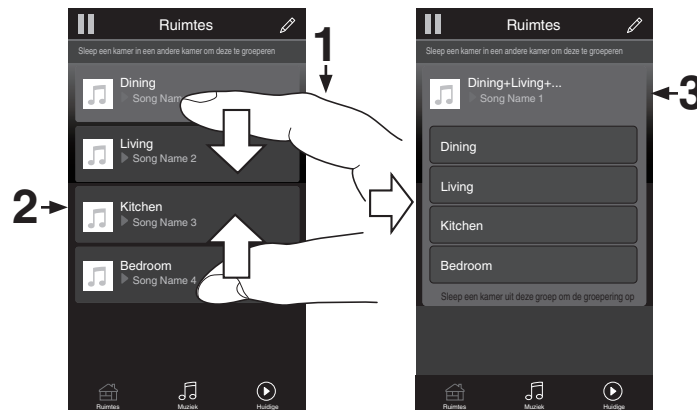 Ruimtes
Sleep een kamer in een andere kamer om deze te groeperen
Dining
Song Nam
Living
Song Name 2
Kitchen
Song Name 3
Bedroom
Song Name 4
Ruimtes
Muziek
Huidige
1
2
Ruimtes
Sleep een kamer in een andere kamer om deze te groeperen
Dining+Living+...
Song Name 1
Dining
Living
Kitchen
Bedroom
Sleep een kamer uit deze groep om de groepering op
Ruimtes
Muziek
Huidige
3